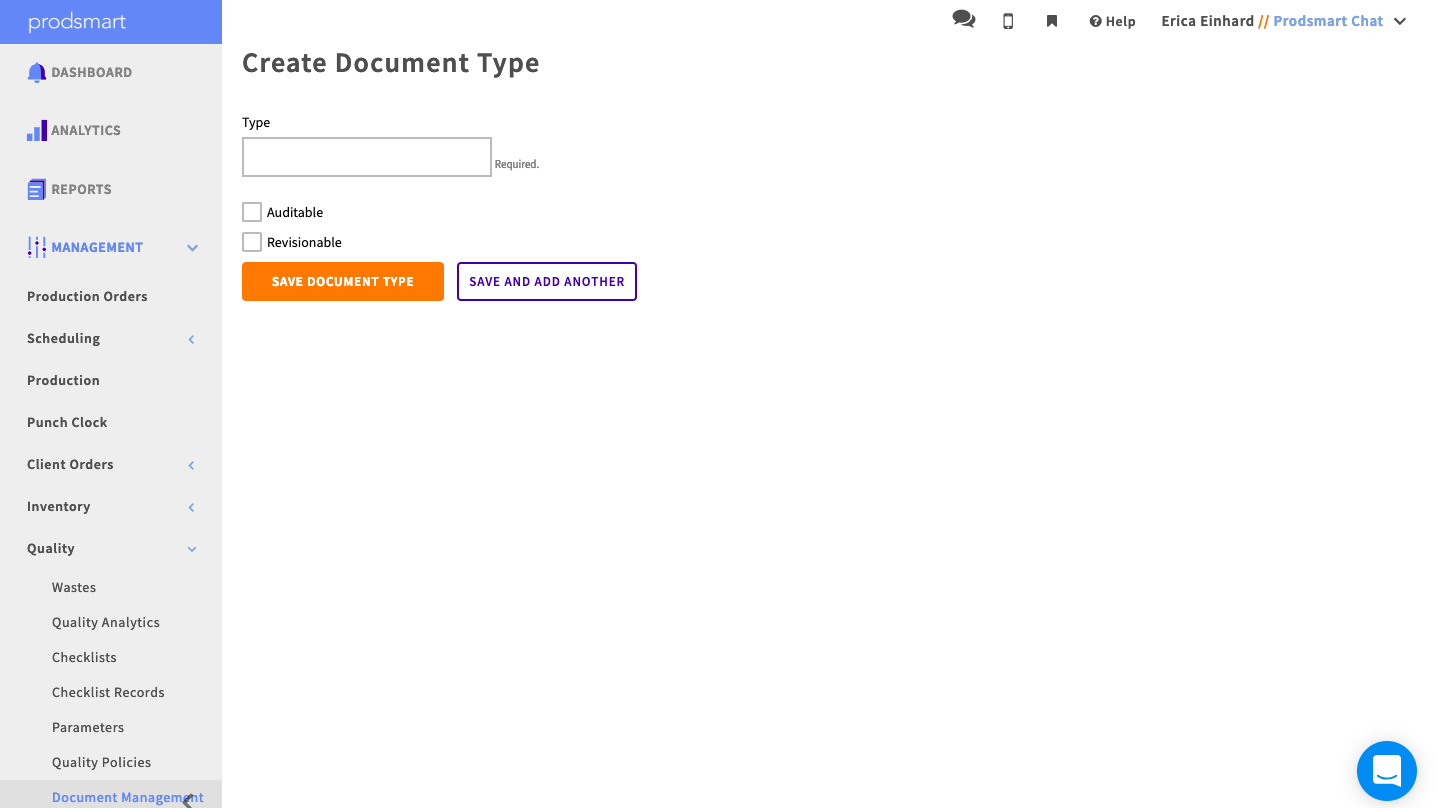 prodsmart
Help
Erica Einhard // Prodsmart Chat
DASHBOARD
ANALYTICS
REPORTS
MANAGEMENT
Production Orders
Scheduling
Production
Punch Clock
Client Orders
Inventory
Quality
Wastes
Quality Analytics
Checklists
Checklist Records
Parameters
Quality Policies
Document Management
Create Document Type
Type
Required.
Auditable
Revisionable
SAVE DOCUMENT TYPE
SAVE AND ADD ANOTHER